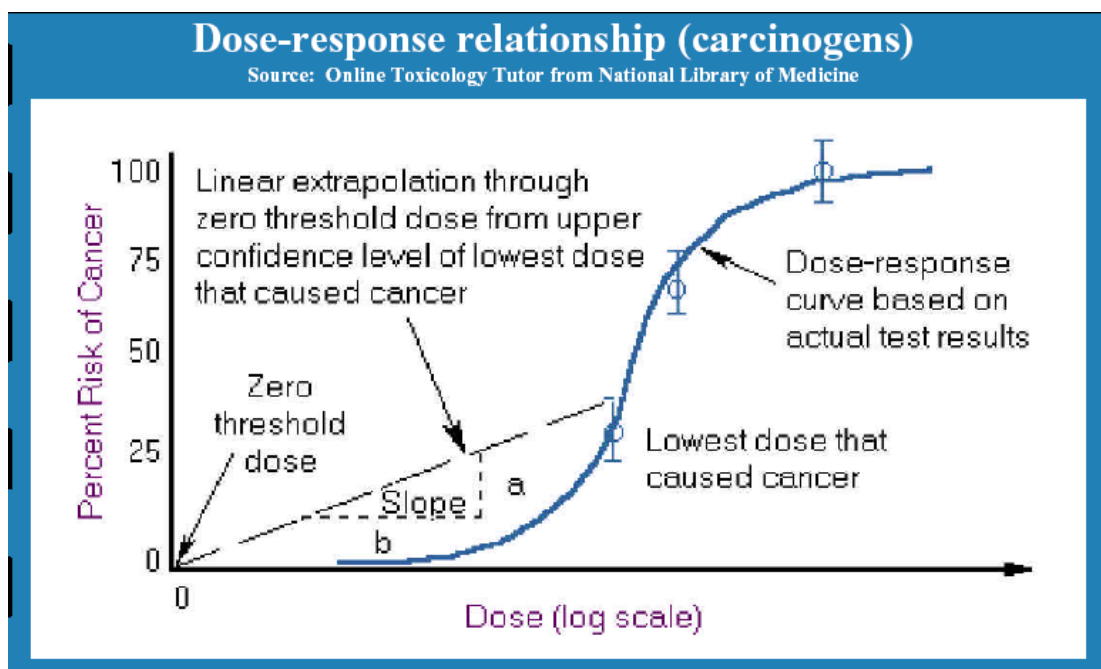 Dose-response relationship (carcinogens)
Source: Online Toxicology Tutor from National Library of Medicine
Percent Risk of Cancer
100
75
50
25
0
Linear extrapolation through
zero threshold dose from upper
confidence level of lowest dose
that caused cancer
Dose-response
curve based on
actual test results
Zero
threshold
dose
Lowest dose that
caused cancer
Slope
a
b
0
Dose (log scale)